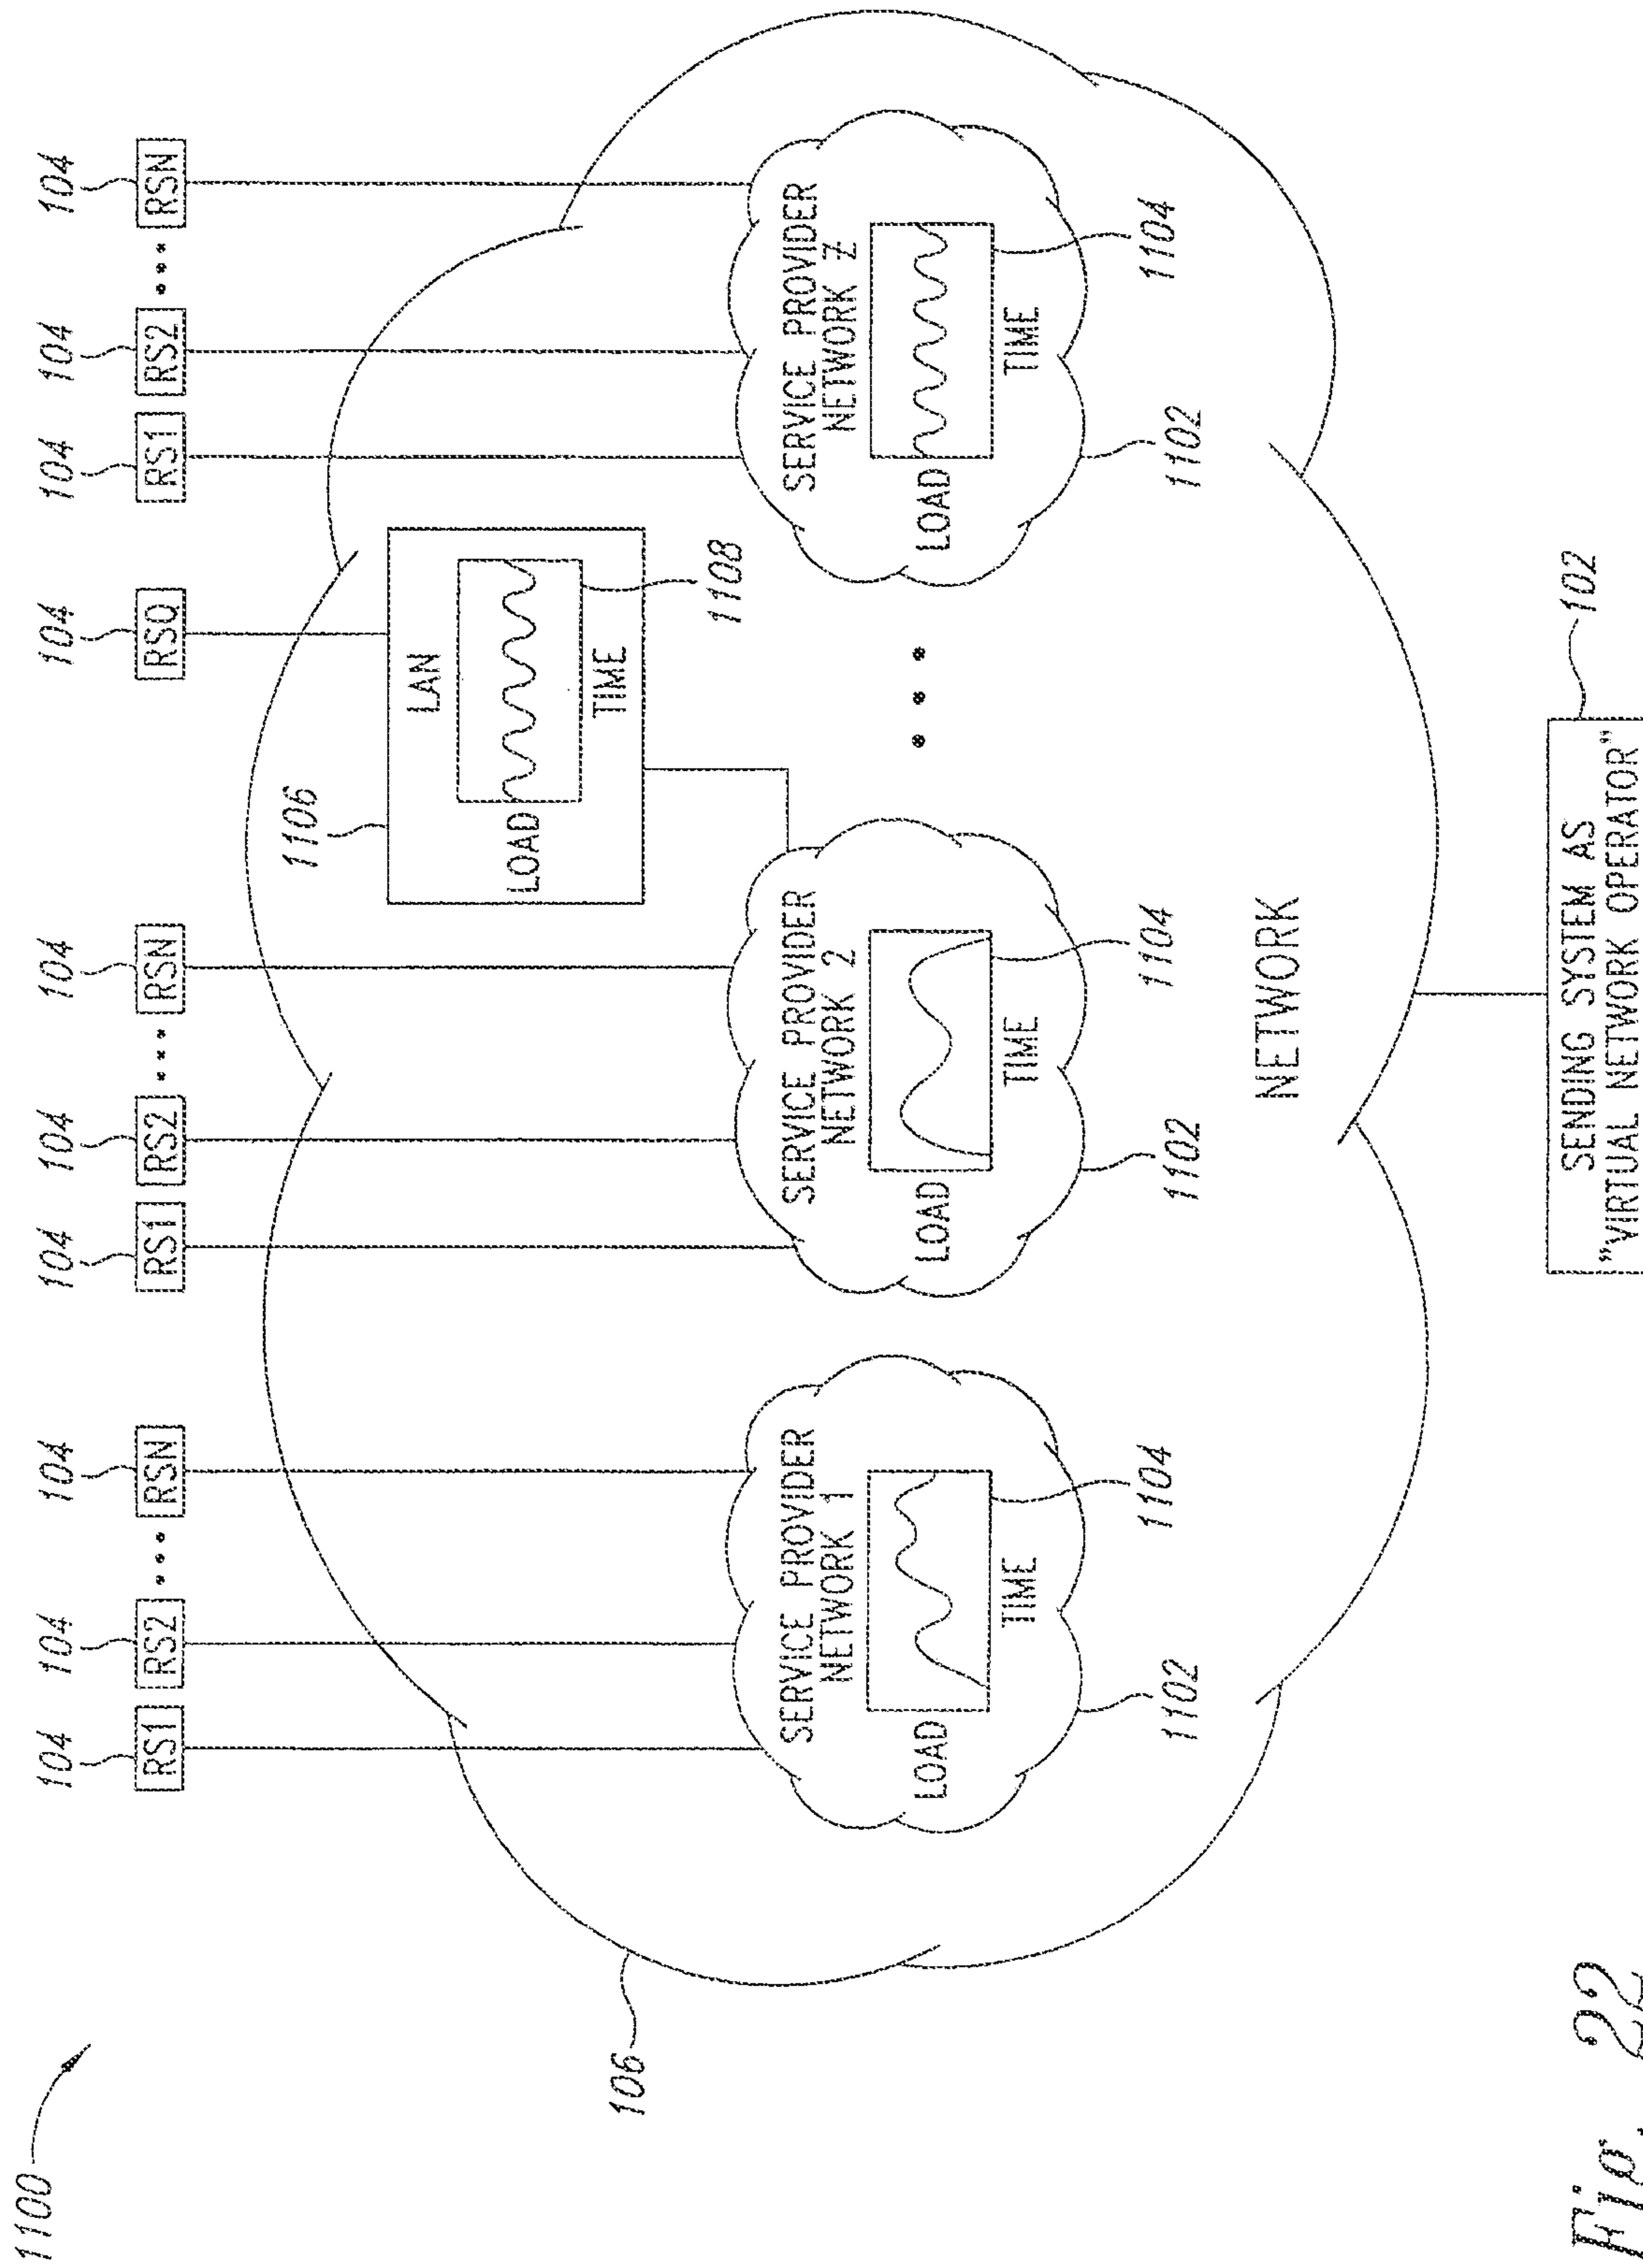 1100
104 104 104 104 104 104 104 104 104 104
RS1 RS2 ••• RSN RS1 RS2 ••• RSN RSQ RS1 RS2 ••• RSN
1106
LAN
LOAD
TIME
1108
106
SERVICE PROVIDER
NETWORK 1
LOAD
TIME
1102
1104
SERVICE PROVIDER
NETWORK 2
LOAD
TIME
1102
1104
• • •
SERVICE PROVIDER
NETWORK Z
LOAD
TIME
1102
1104
NETWORK
102
SENDING SYSTEM AS
"VIRTUAL NETWORK OPERATOR"
Fig. 22